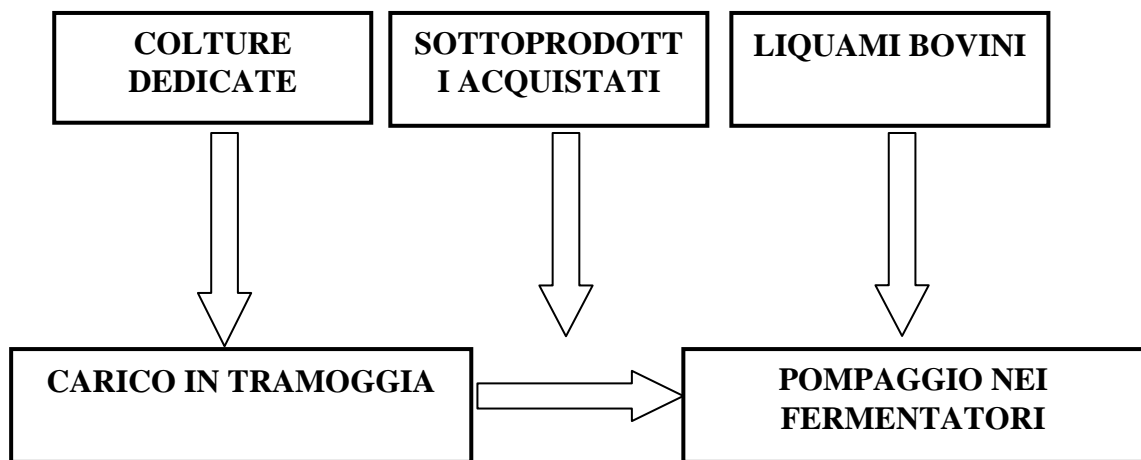 COLTURE
DEDICATE
SOTTOPRODOTT
I ACQUISTATI
LIQUAMI BOVINI
CARICO IN TRAMOGGIA
POMPAGGIO NEI
FERMENTATORI